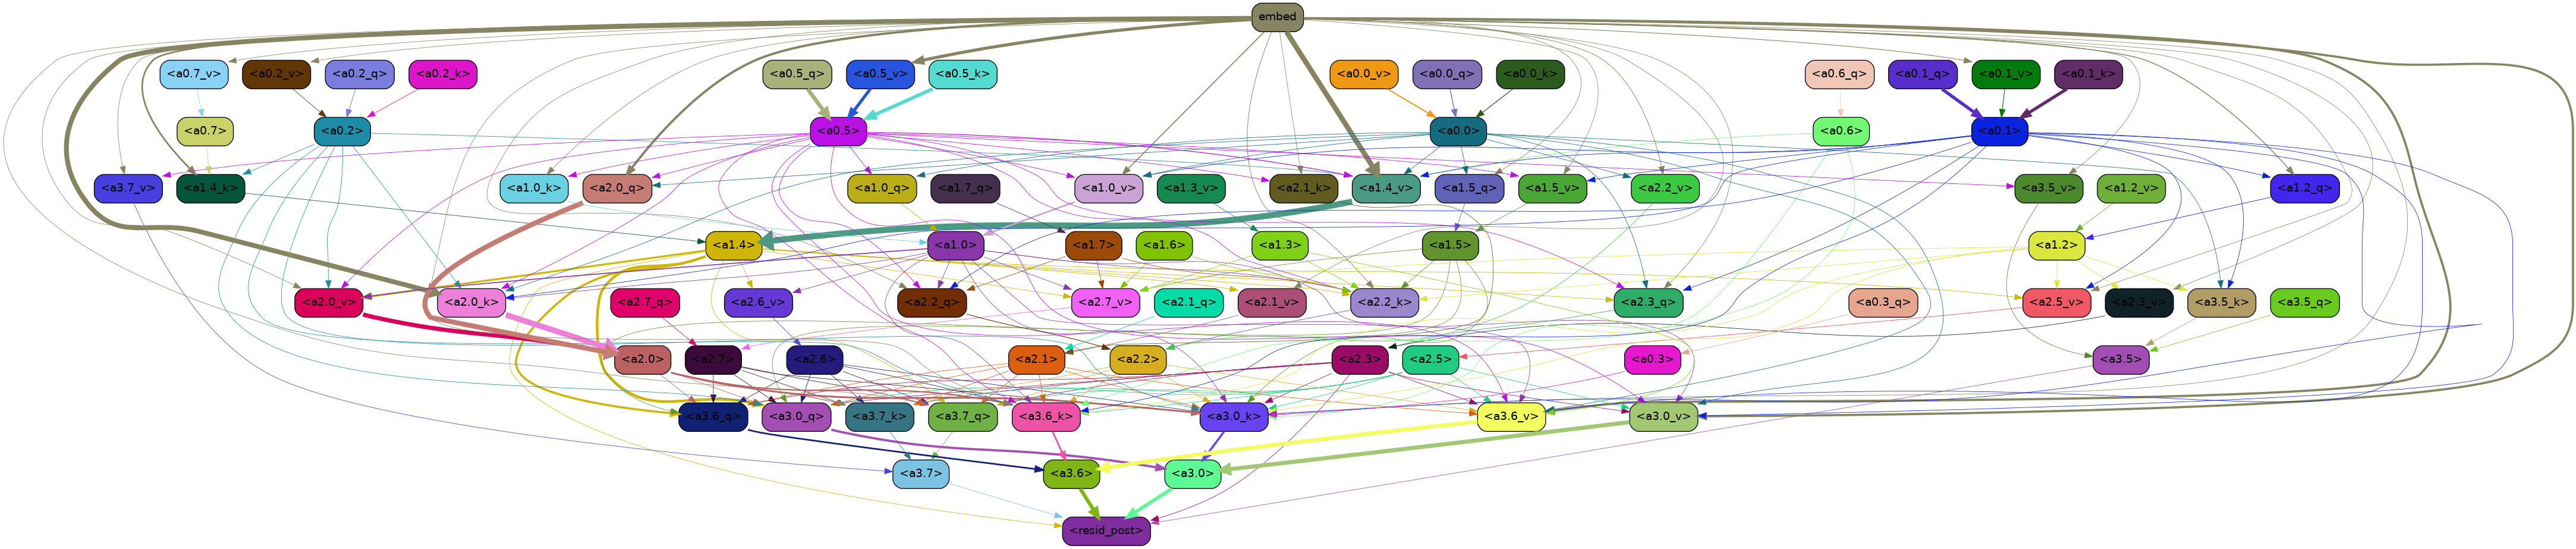 embed
<a0.7_v> <a0.2_v> <a0.2_q> <a0.2_k> <a0.5_q> <a0.5_v> <a0.5_k> <a0.0_v> <a0.0_q> <a0.0_k> <a0.6_q> <a0.1_q> <a0.1_v> <a0.1_k>
<a0.7> <a0.2> <a0.5> <a0.0> <a0.6> <a0.1>
<a3.7_v> <a1.4_k> <a1.0_k> <a2.0_q> <a1.0_q> <a1.7_q> <a1.0_v> <a1.3_v> <a2.1_k> <a1.4_v> <a1.5_q> <a1.5_v> <a2.2_v> <a3.5_v> <a1.2_v> <a1.2_q>
<a1.4> <a1.0> <a1.7> <a1.6> <a1.3> <a1.5> <a1.2>
<a2.0_v> <a2.0_k> <a2.7_q> <a2.6_v> <a2.2_q> <a2.7_v> <a2.1_q> <a2.1_v> <a2.2_k> <a2.3_q> <a0.3_q> <a2.5_v> <a2.3_v> <a3.5_k> <a3.5_q>
<a2.0> <a2.7> <a2.6> <a2.1> <a2.2> <a2.3> <a2.5> <a0.3> <a3.5>
<a3.6_q> <a3.0_q> <a3.7_k> <a3.7_q> <a3.6_k> <a3.0_k> <a3.6_v> <a3.0_v>
<a3.7> <a3.6> <a3.0>
<resid_post>